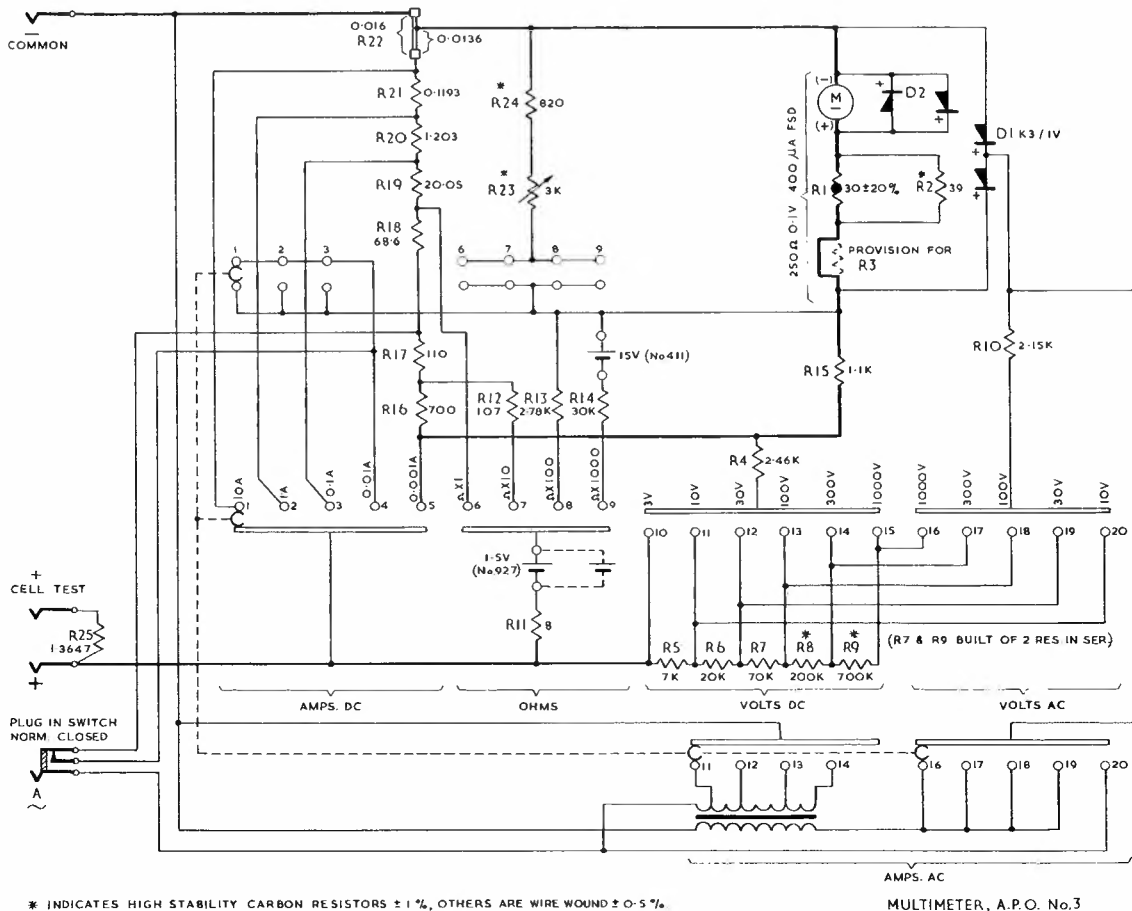 COMMON
−
0.016
R22
0.0136
R21
0.1193
R20
1.203
R19
20.05
R18
68.6
*
R24
820
*
R23
3K
250Ω 0.1V 400µA FSD
(-)
M
(+)
D2
D1 K3/1V
R1
30±20%
*
R2
39
PROVISION FOR
R3
1
2
3
6
7
8
9
R17
110
R16
700
R12
107
R13
2.78K
R14
30K
15V (No411)
R15
1.1K
R10
2.15K
R4
2.46K
10A
1A
0.1A
0.01A
0.001A
ΩX1
ΩX10
ΩX100
ΩX1000
1
2
3
4
5
6
7
8
9
3V
10V
30V
100V
300V
1000V
1000V
300V
100V
30V
10V
10
11
12
13
14
15
16
17
18
19
20
1.5V
(No927)
R11
8
+
CELL TEST
R25
1.3647
+
R5
7K
R6
20K
R7
70K
*
R8
200K
*
R9
700K
(R7 & R9 BUILT OF 2 RES. IN SER.)
AMPS. DC
OHMS
VOLTS DC
VOLTS AC
PLUG IN SWITCH
NORM. CLOSED
A
~
11
12
13
14
16
17
18
19
20
AMPS. AC
* INDICATES HIGH STABILITY CARBON RESISTORS ± 1%, OTHERS ARE WIRE WOUND ± 0.5%.
MULTIMETER, A.P.O. No.3